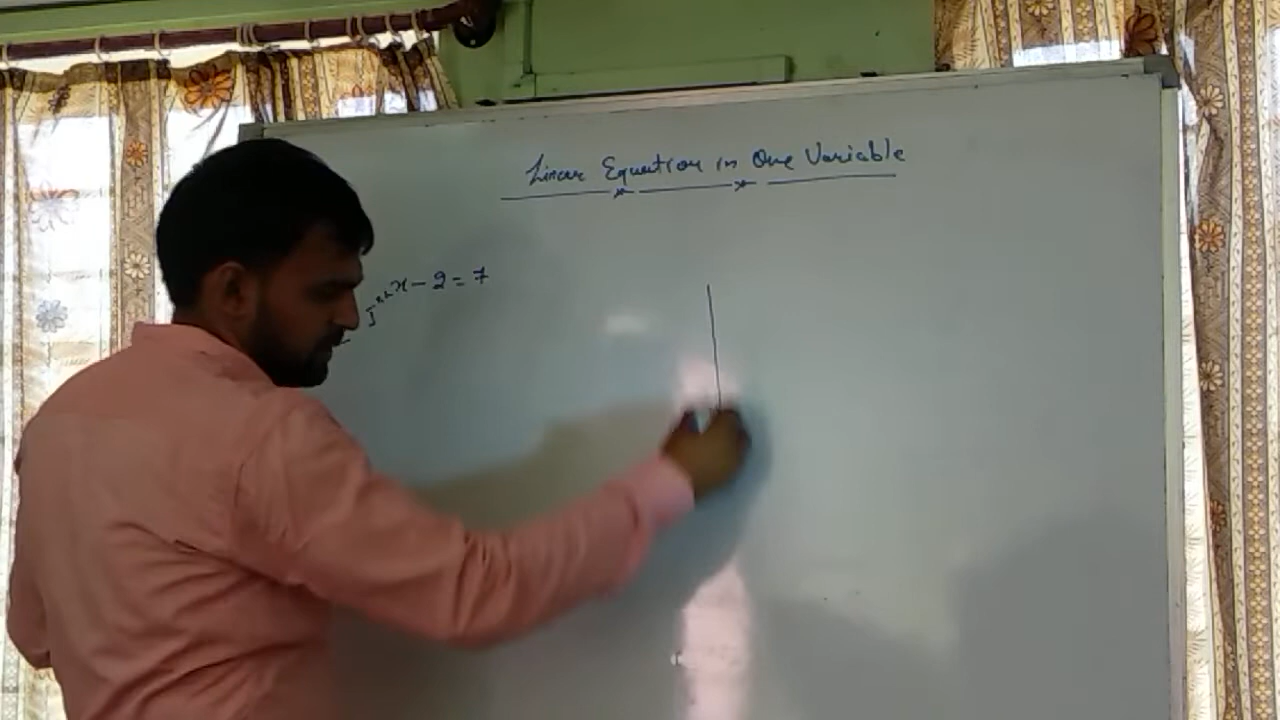 Linear Equation in One Variable
x - 2 = 7